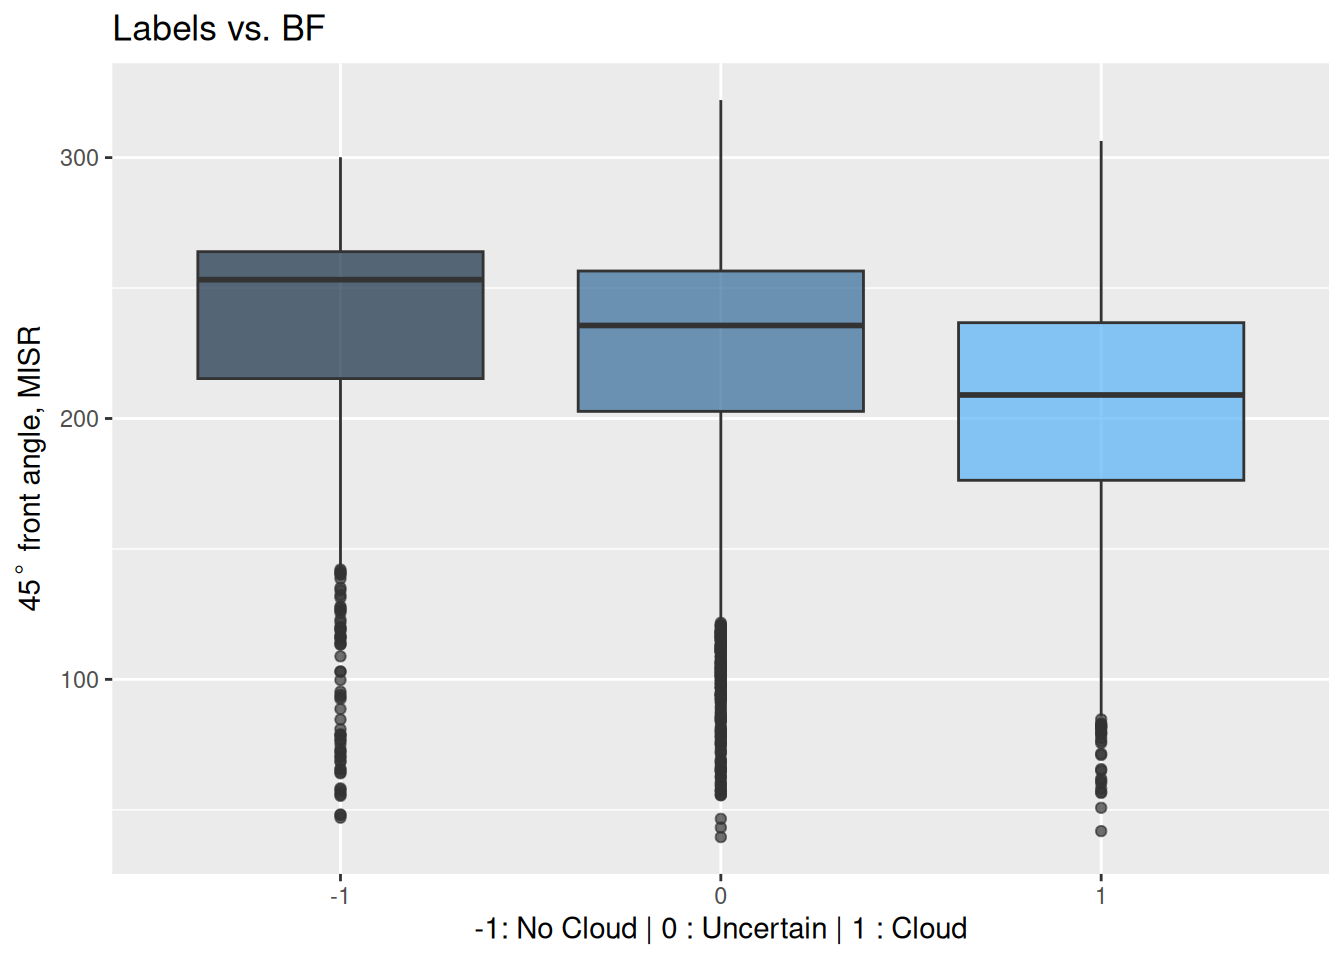 Labels vs. BF
45° front angle, MISR
300
200
100
-1
0
1
-1: No Cloud | 0 : Uncertain | 1 : Cloud